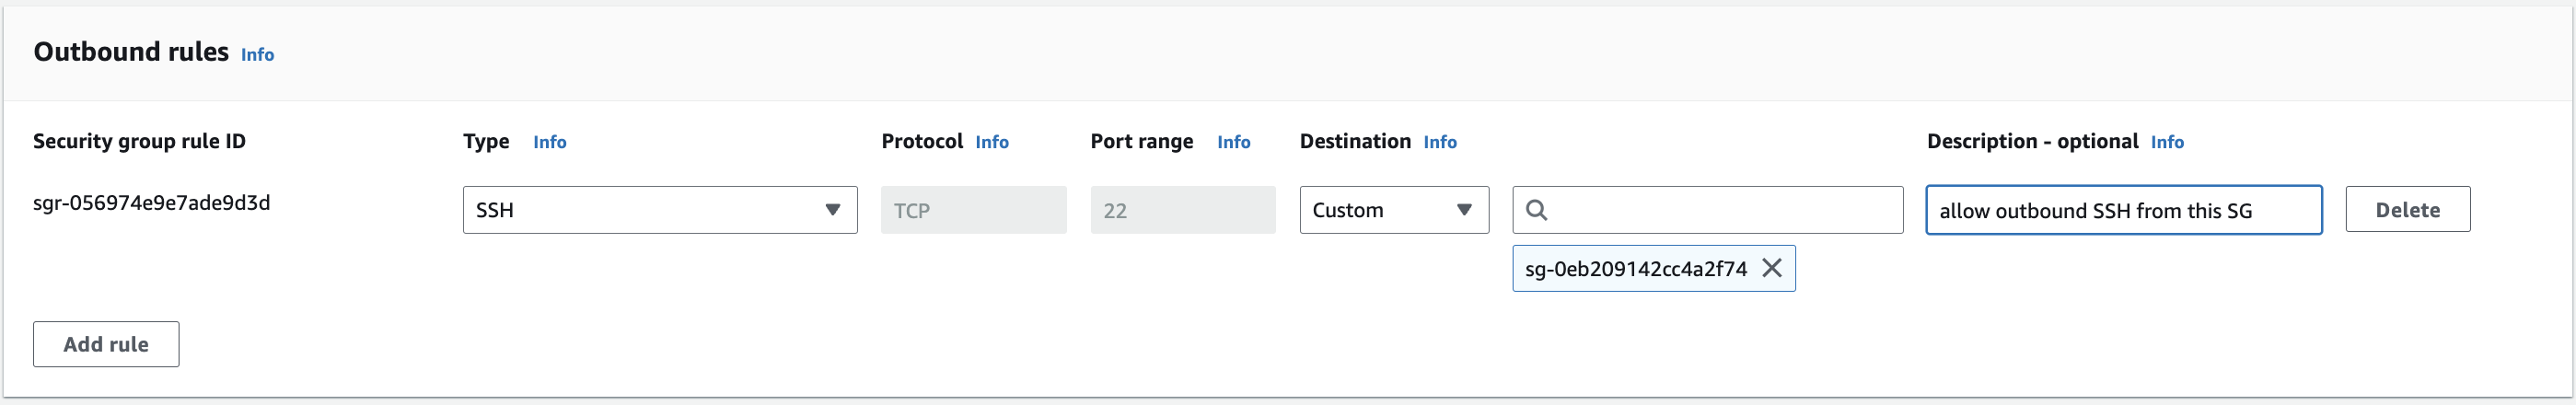 Outbound rules Info
Security group rule ID Type Info Protocol Info Port range Info Destination Info Description - optional Info
sgr-056974e9e7ade9d3d SSH TCP 22 Custom allow outbound SSH from this SG Delete
sg-0eb209142cc4a2f74
Add rule